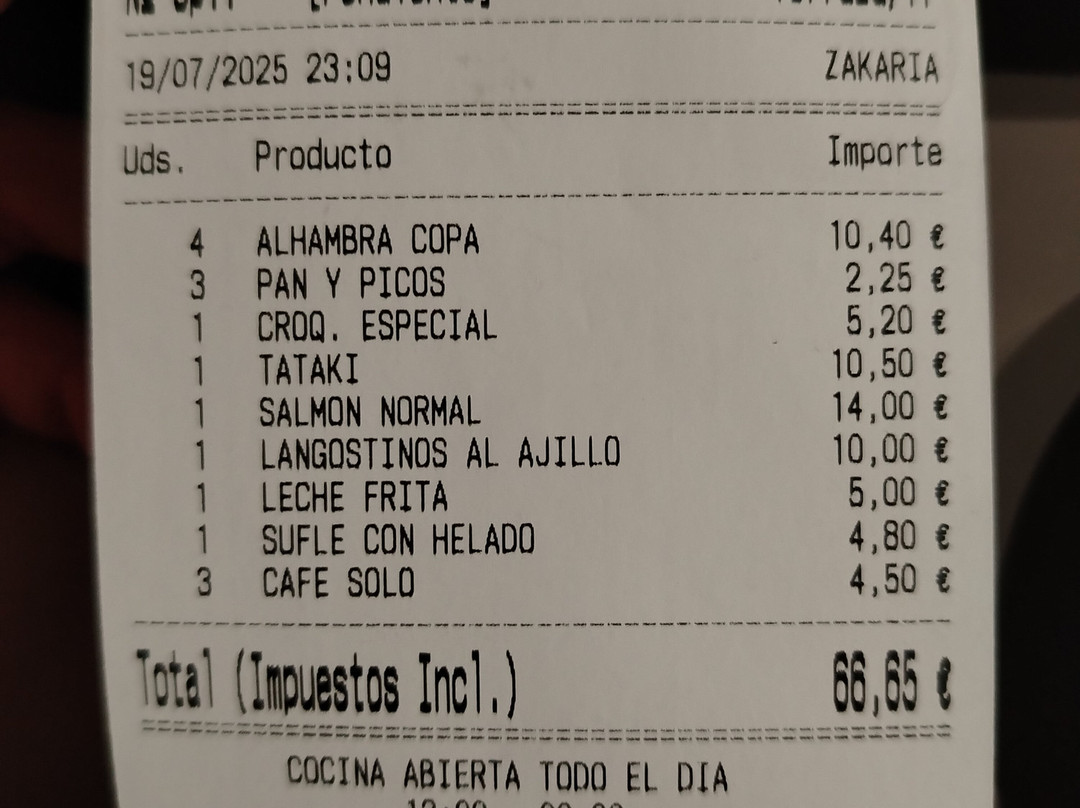 19/07/2025 23:09 ZAKARIA
Uds. Producto Importe
4 ALHAMBRA COPA 10,40 €
3 PAN Y PICOS 2,25 €
1 CROQ. ESPECIAL 5,20 €
1 TATAKI 10,50 €
1 SALMON NORMAL 14,00 €
1 LANGOSTINOS AL AJILLO 10,00 €
1 LECHE FRITA 5,00 €
1 SUFLE CON HELADO 4,80 €
3 CAFE SOLO 4,50 €
Total (Impuestos Incl.) 66,65 €
COCINA ABIERTA TODO EL DIA